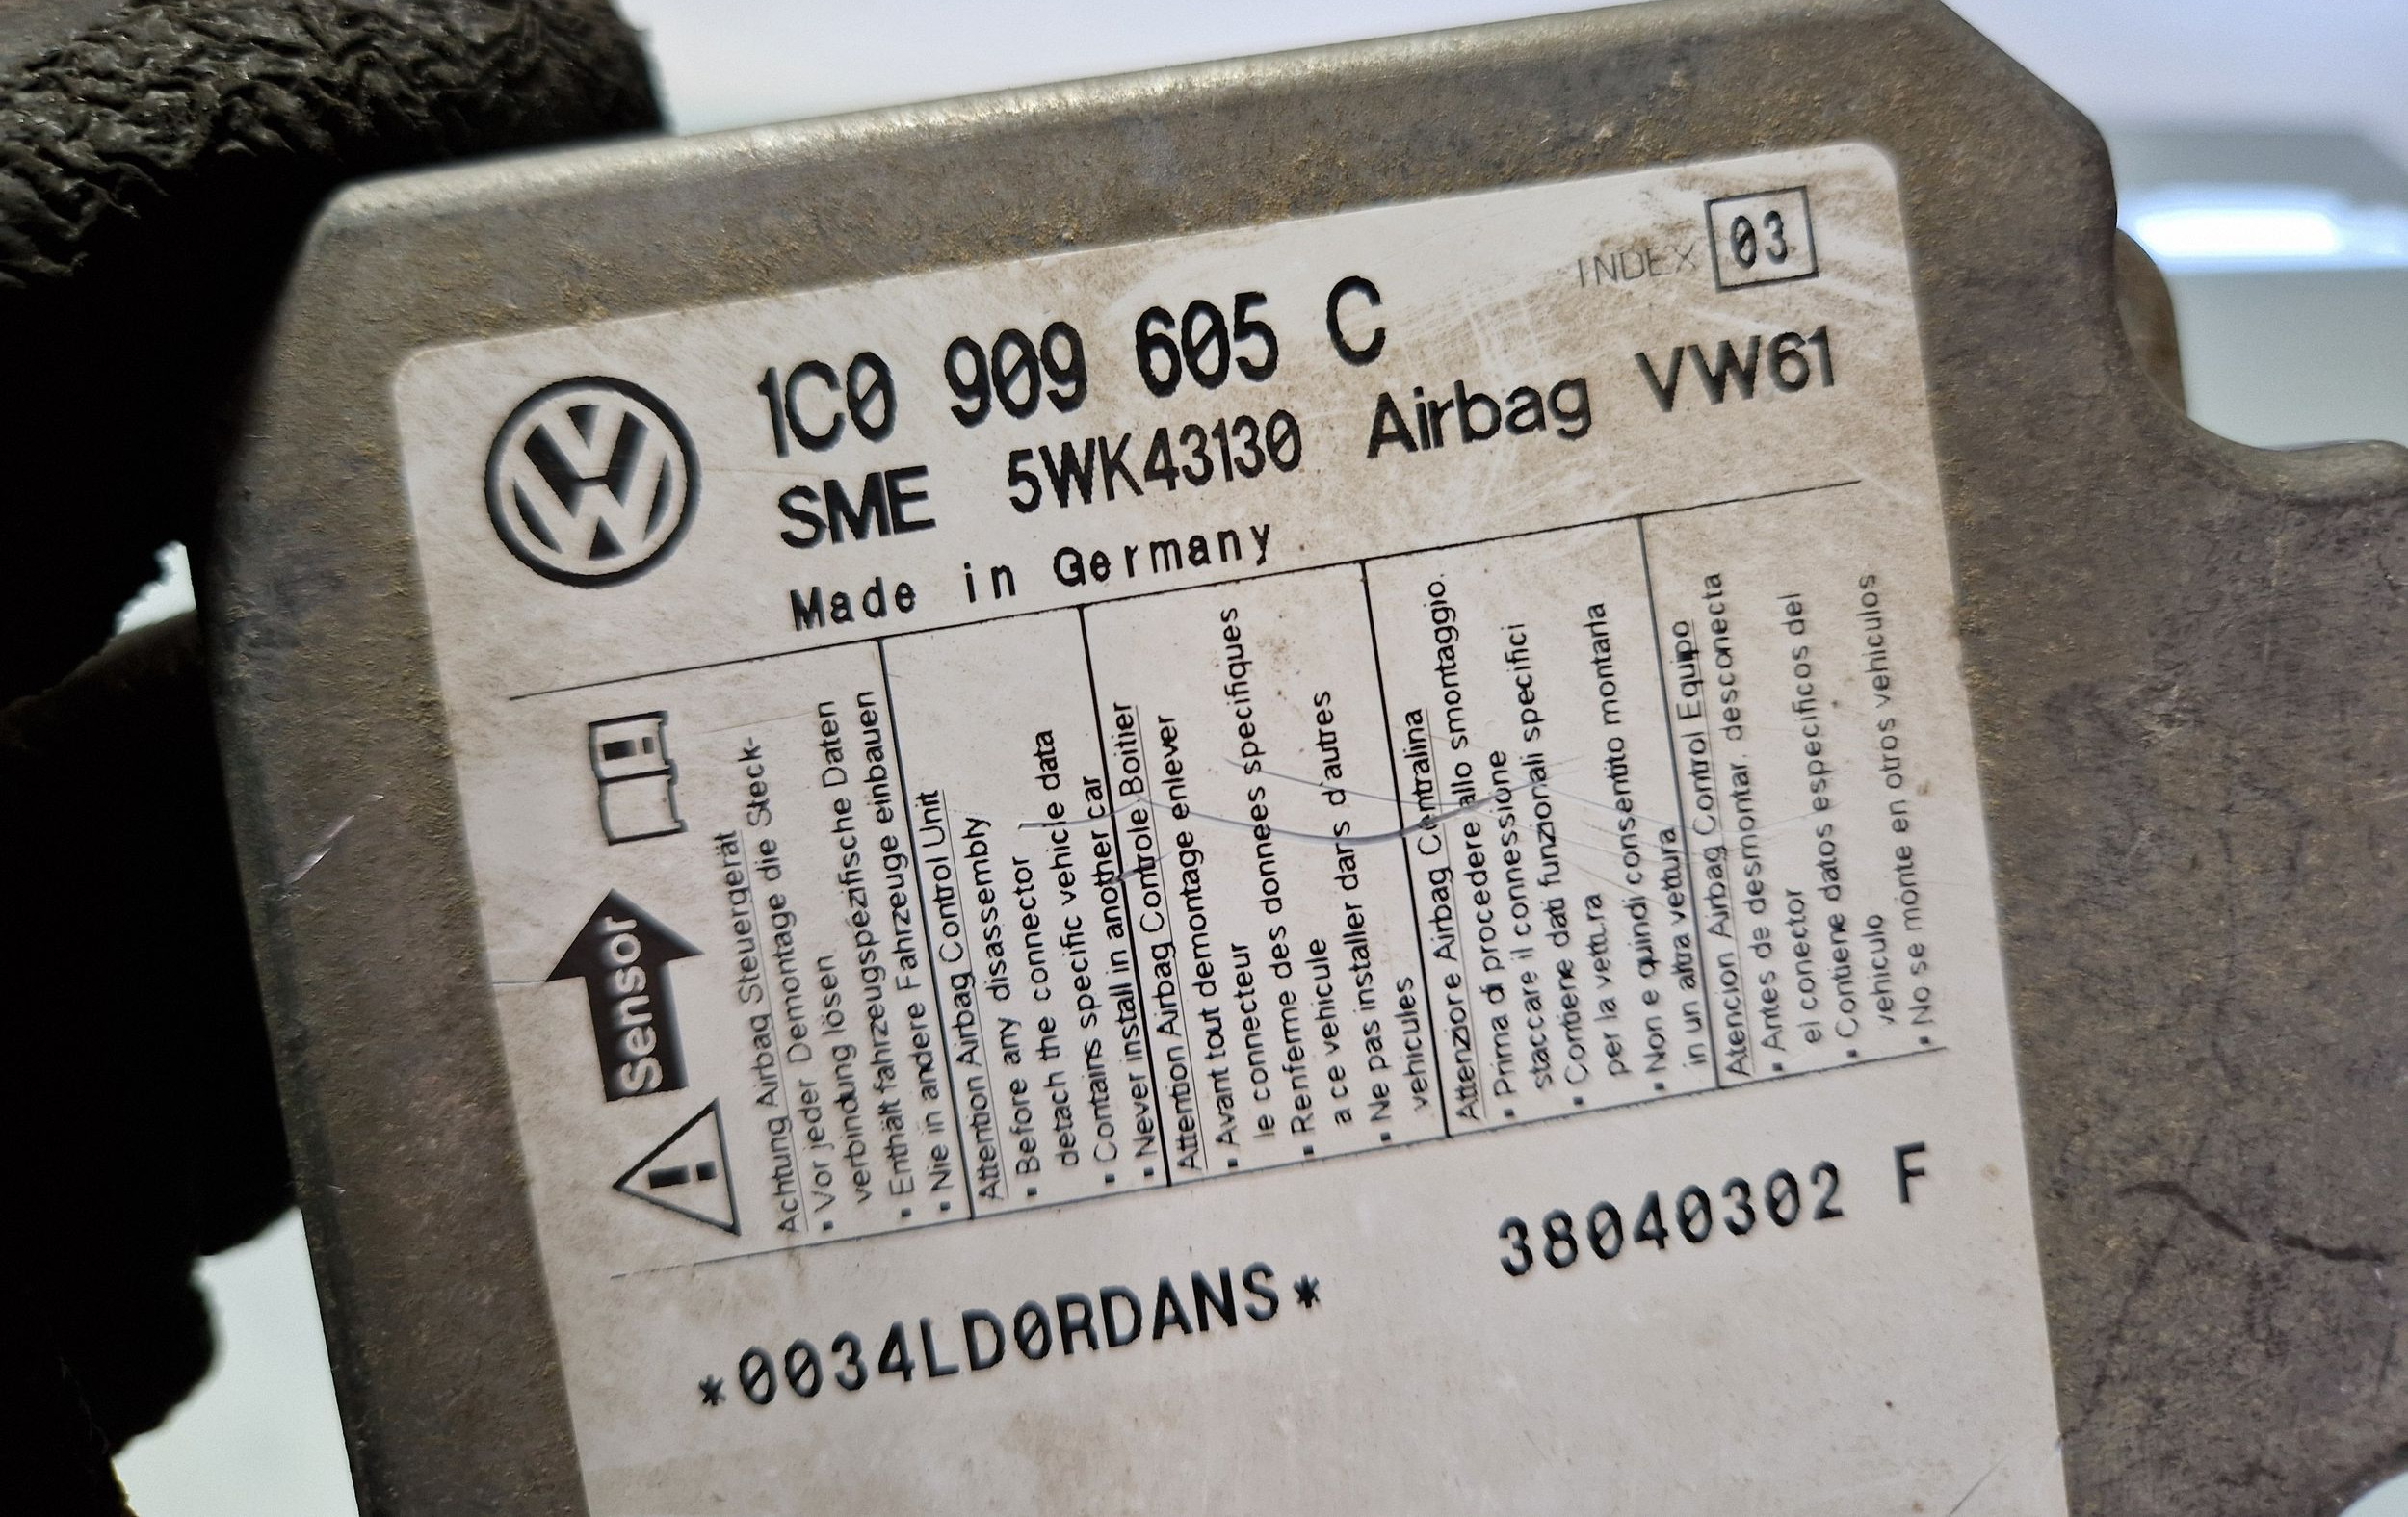 INDEX 03
1C0 909 605 C
SME 5WK43130 Airbag VW61
Made in Germany
Sensor
Achtung Airbag Steuergerät
▪ Vor jeder Demontage die Steck-
verbindung lösen
▪ Enthält fahrzeugspezifische Daten
▪ Nie in andere Fahrzeuge einbauen
Attention Airbag Control Unit
▪ Before any disassembly
detach the connector
▪ Contains specific vehicle data
▪ Never install in another car
Attention Airbag Controle Boitier
▪ Avant tout demontage enlever
le connecteur
▪ Renferme des donnees specifiques
a ce vehicule
▪ Ne pas installer dans d'autres
vehicules
Attenzione Airbag Centralina
▪ Prima di procedere allo smontaggio.
staccare il connessione
▪ Contiene dati funzionali specifici
per la vettura
▪ Non e quindi consentito montarla
in un altra vettura
Atencion Airbag Control Equipo
▪ Antes de desmontar, desconecta
el conector
▪ Contiene datos especificos del
vehiculo
▪ No se monte en otros vehiculos
*0034LD0RDANS* 38040302 F